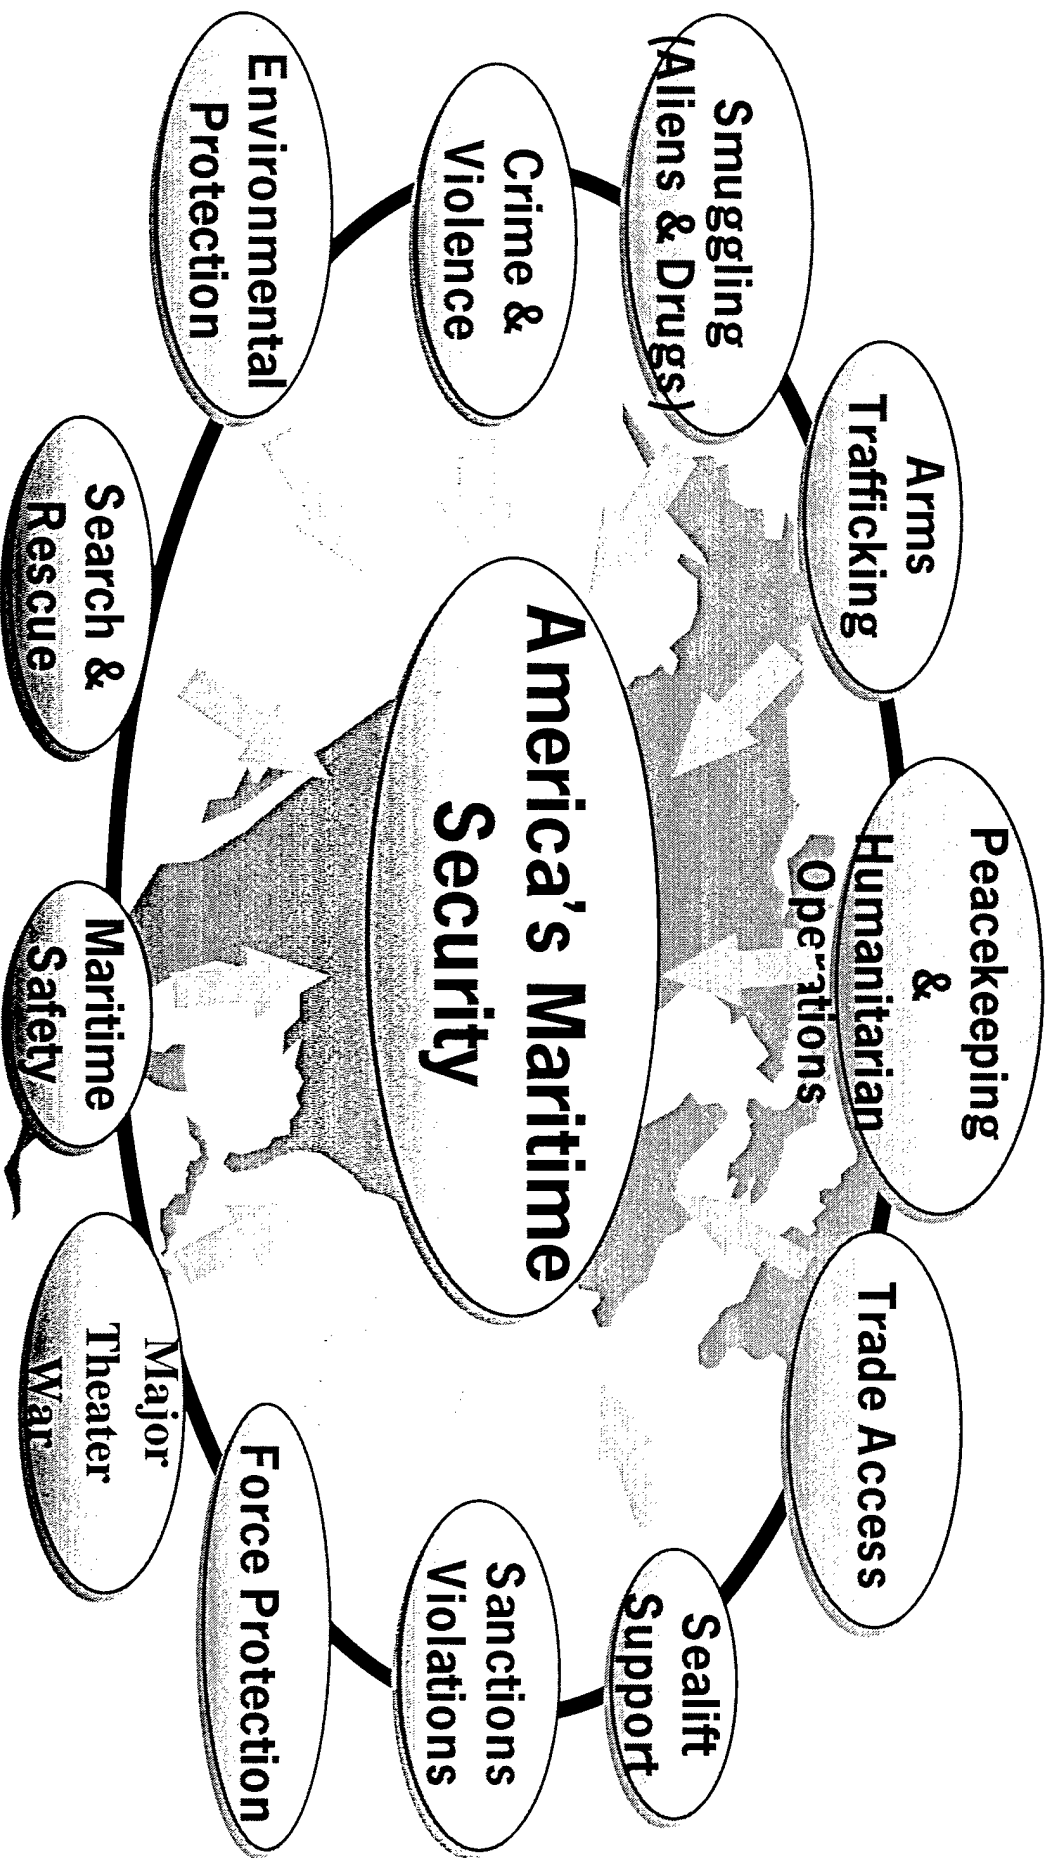 Peacekeeping
&
Humanitarian
Operations
Arms
Trafficking
Trade Access
Smuggling
(Aliens & Drugs)
Sealift
Support
Crime &
Violence
America's Maritime
Security
Sanctions
Violations
Environmental
Protection
Force Protection
Search &
Rescue
Maritime
Safety
Major
Theater
War